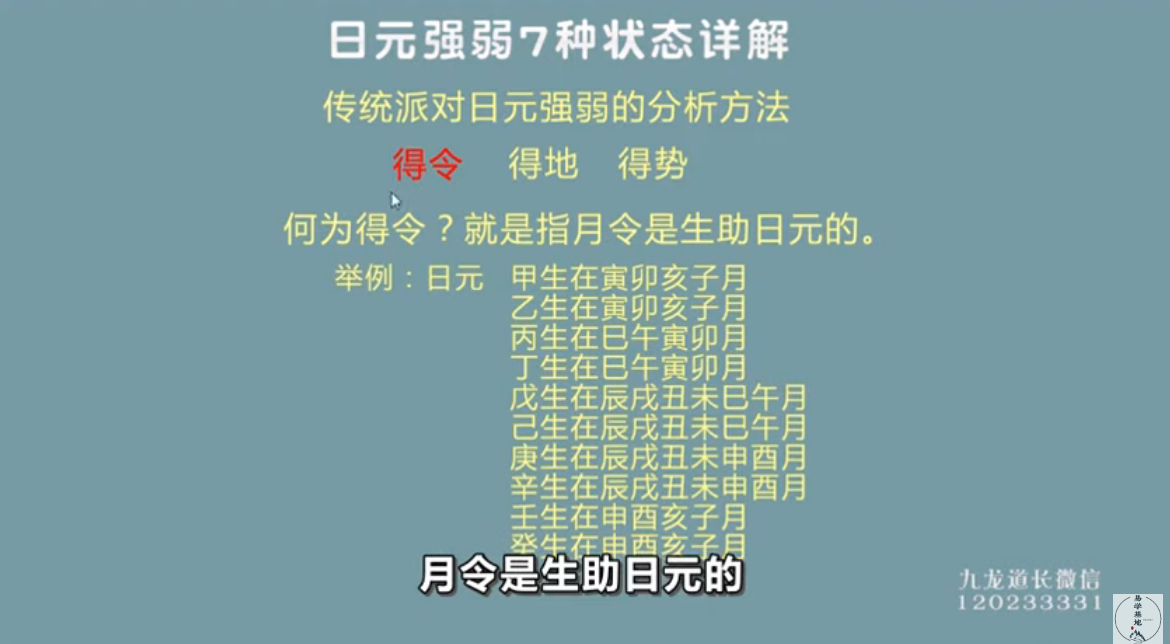 日元强弱7种状态详解
传统派对日元强弱的分析方法
得令 得地 得势
何为得令？就是指月令是生助日元的。
举例：日元 甲生在寅卯亥子月
乙生在寅卯亥子月
丙生在巳午寅卯月
丁生在巳午寅卯月
戊生在辰戌丑未巳午月
己生在辰戌丑未巳午月
庚生在辰戌丑未申酉月
辛生在辰戌丑未申酉月
壬生在申酉亥子月
癸生在申酉亥子月
月令是生助日元的
九龙道长微信
120233331
易学基地